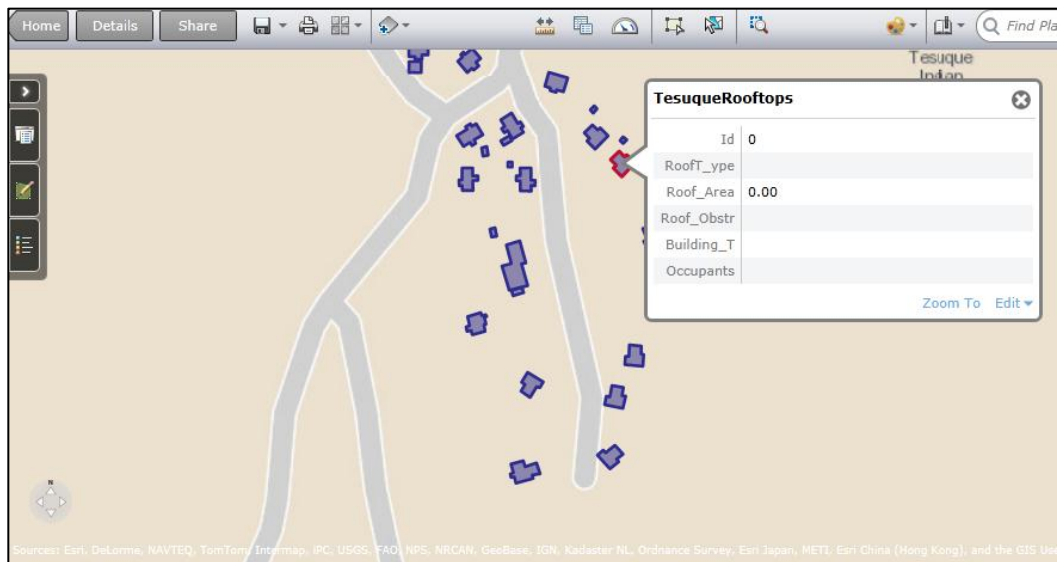 Home Details Share Find Pla
Tesuque
Indian
TesuqueRooftops
Id 0
RoofT_ype
Roof_Area 0.00
Roof_Obstr
Building_T
Occupants
Zoom To Edit
N
Sources: Esri, DeLorme, NAVTEQ, TomTom, Intermap, iPC, USGS, FAO, NPS, NRCAN, GeoBase, IGN, Kadaster NL, Ordnance Survey, Esri Japan, METI, Esri China (Hong Kong), and the GIS Use